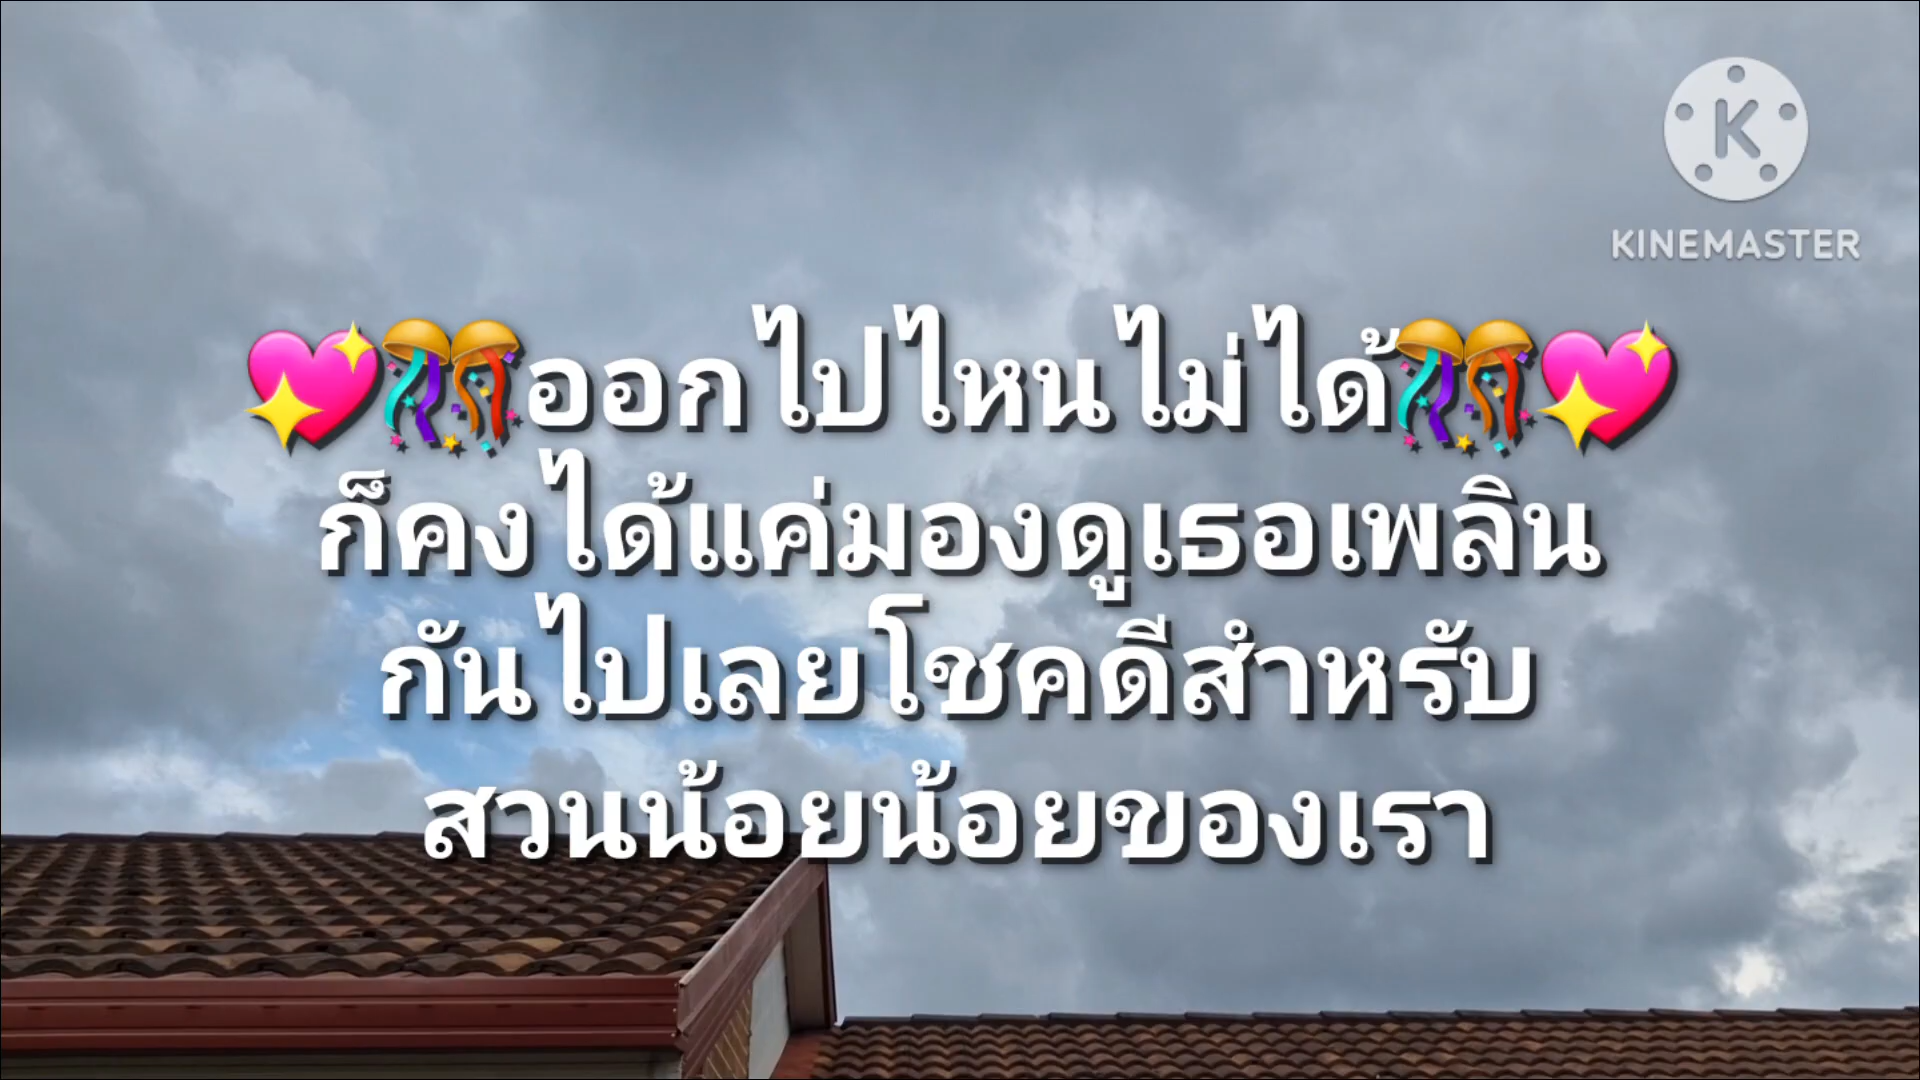 K
KINEMASTER
💖🎊ออกไปไหนไม่ได้🎊💖
ก็คงได้แค่มองดูเธอเพลิน
กันไปเลยโชคดีสำหรับ
สวนน้อยน้อยของเรา